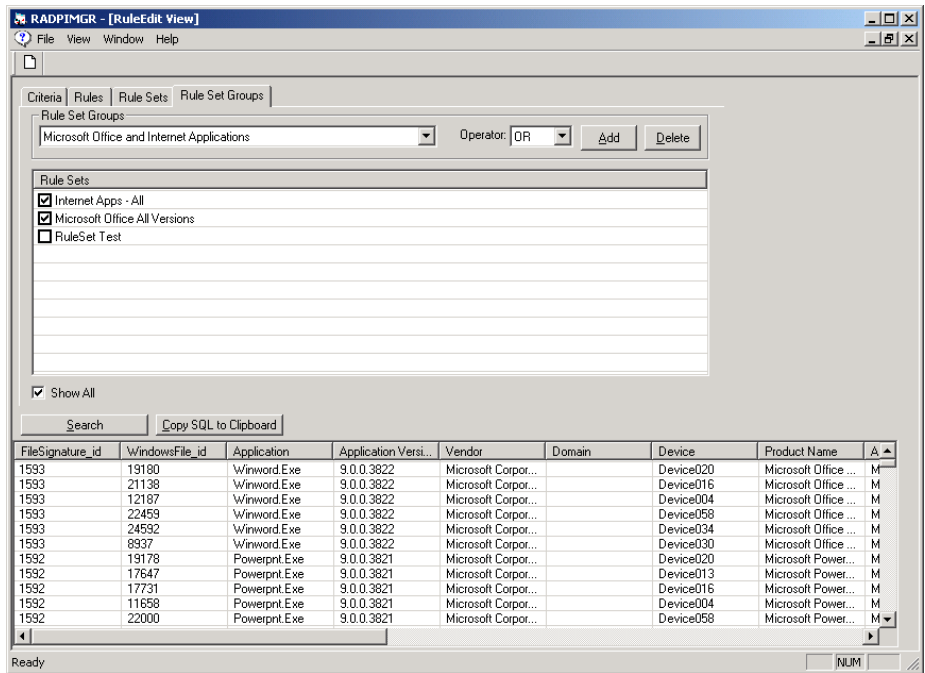 RADPIMGR - [RuleEdit View]
File View Window Help
Criteria Rules Rule Sets Rule Set Groups
Rule Set Groups
Microsoft Office and Internet Applications Operator: OR Add Delete
Rule Sets
Internet Apps - All
Microsoft Office All Versions
RuleSet Test
Show All
Search Copy SQL to Clipboard
FileSignature_id WindowsFile_id Application Application Versi... Vendor Domain Device Product Name A
1593 19180 Winword.Exe 9.0.0.3822 Microsoft Corpor... Device020 Microsoft Office ... M
1593 21138 Winword.Exe 9.0.0.3822 Microsoft Corpor... Device016 Microsoft Office ... M
1593 12187 Winword.Exe 9.0.0.3822 Microsoft Corpor... Device004 Microsoft Office ... M
1593 22459 Winword.Exe 9.0.0.3822 Microsoft Corpor... Device058 Microsoft Office ... M
1593 24592 Winword.Exe 9.0.0.3822 Microsoft Corpor... Device034 Microsoft Office ... M
1593 8937 Winword.Exe 9.0.0.3822 Microsoft Corpor... Device030 Microsoft Office ... M
1592 19178 Powerpnt.Exe 9.0.0.3821 Microsoft Corpor... Device020 Microsoft Power... M
1592 17647 Powerpnt.Exe 9.0.0.3821 Microsoft Corpor... Device013 Microsoft Power... M
1592 17731 Powerpnt.Exe 9.0.0.3821 Microsoft Corpor... Device016 Microsoft Power... M
1592 11658 Powerpnt.Exe 9.0.0.3821 Microsoft Corpor... Device004 Microsoft Power... M
1592 22000 Powerpnt.Exe 9.0.0.3821 Microsoft Corpor... Device058 Microsoft Power... M
Ready NUM